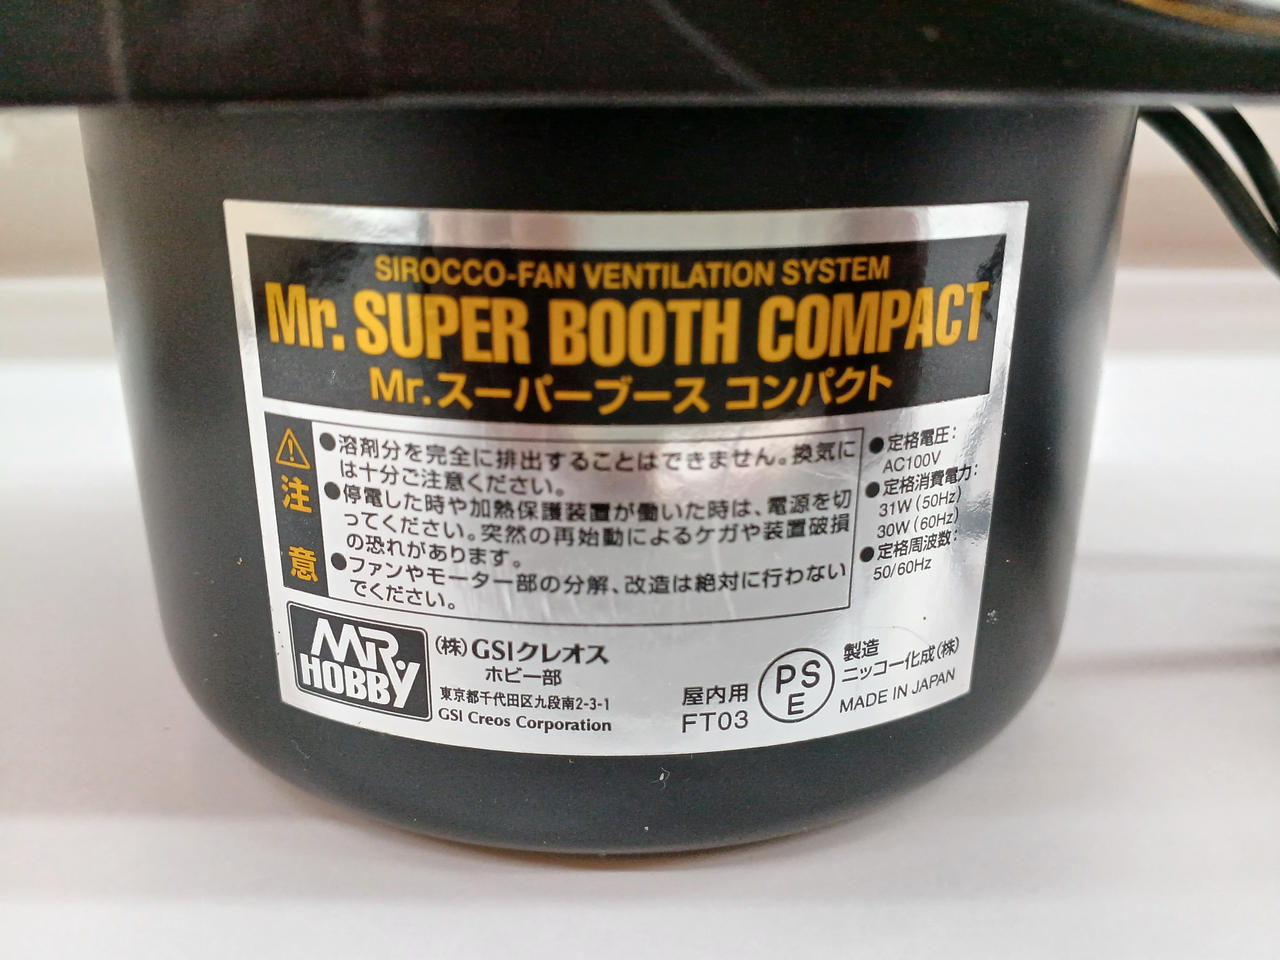 SIROCCO-FAN VENTILATION SYSTEM
Mr. SUPER BOOTH COMPACT
Mr.スーパーブース コンパクト
注意
●溶剤分を完全に排出することはできません。換気に
は十分ご注意ください。
●停電した時や加熱保護装置が働いた時は、電源を切
ってください。突然の再始動によるケガや装置破損
の恐れがあります。
●ファンやモーター部の分解、改造は絶対に行わない
でください。
●定格電圧:
AC100V
●定格消費電力:
31W (50Hz)
30W (60Hz)
●定格周波数:
50/60Hz
MR.
HOBBY
(株)GSIクレオス
ホビー部
東京都千代田区九段南2-3-1
GSI Creos Corporation
屋内用
FT03
PS
E
製造
ニッコー化成(株)
MADE IN JAPAN